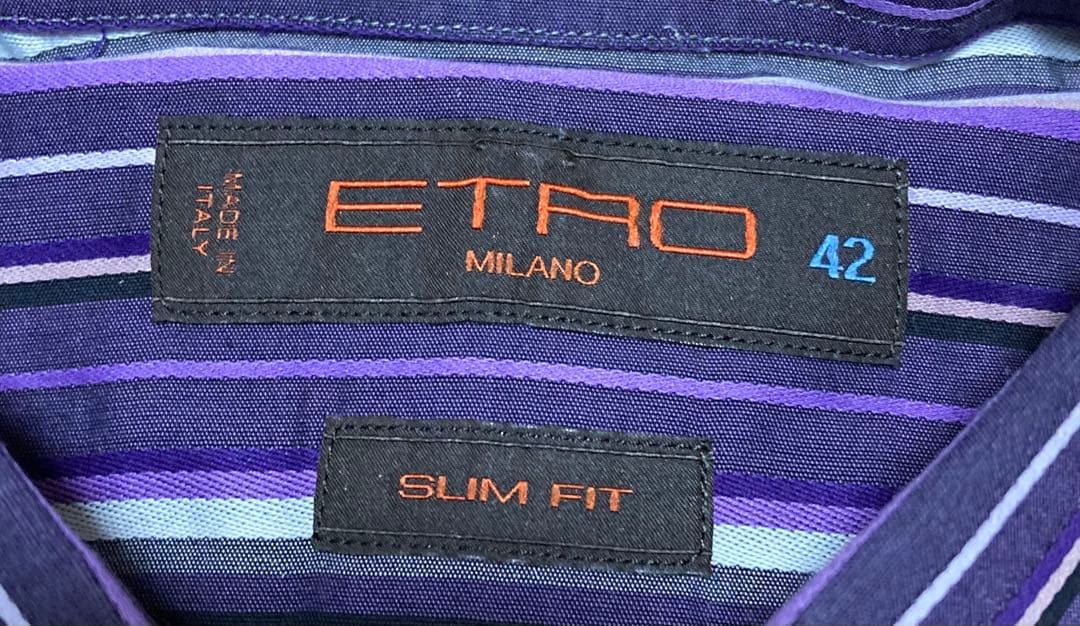 MADE IN
ITALY
ETRO
MILANO
42
SLIM FIT